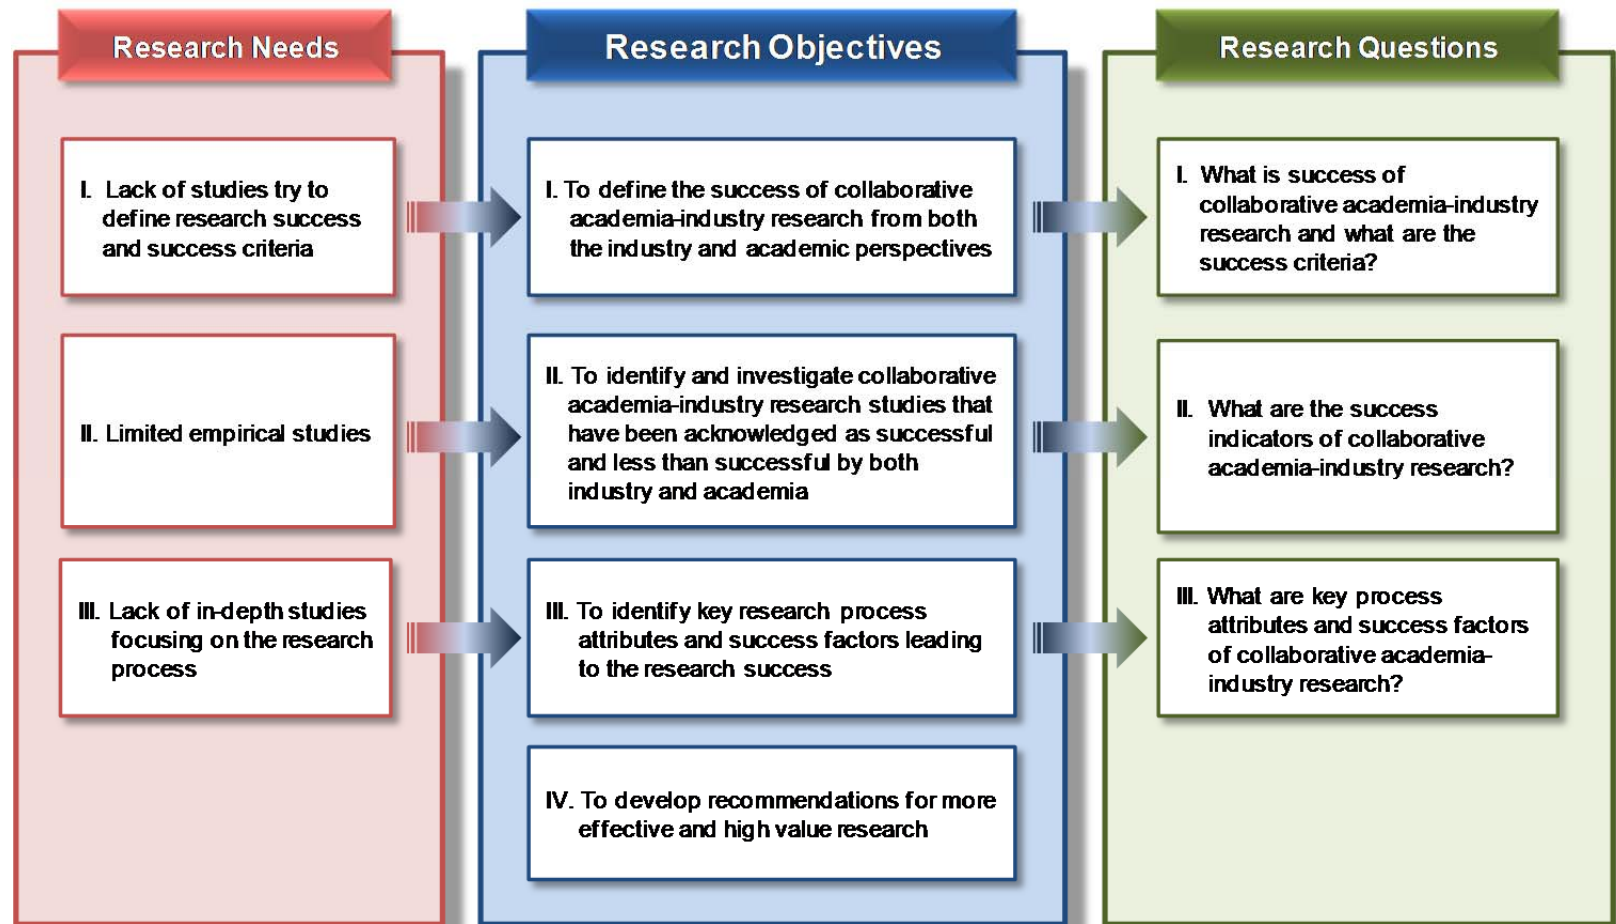 Research Needs
I. Lack of studies try to
define research success
and success criteria
II. Limited empirical studies
III. Lack of in-depth studies
focusing on the research
process
Research Objectives
I. To define the success of collaborative
academia-industry research from both
the industry and academic perspectives
II. To identify and investigate collaborative
academia-industry research studies that
have been acknowledged as successful
and less than successful by both
industry and academia
III. To identify key research process
attributes and success factors leading
to the research success
IV. To develop recommendations for more
effective and high value research
Research Questions
I. What is success of
collaborative academia-industry
research and what are the
success criteria?
II. What are the success
indicators of collaborative
academia-industry research?
III. What are key process
attributes and success factors
of collaborative academia-
industry research?